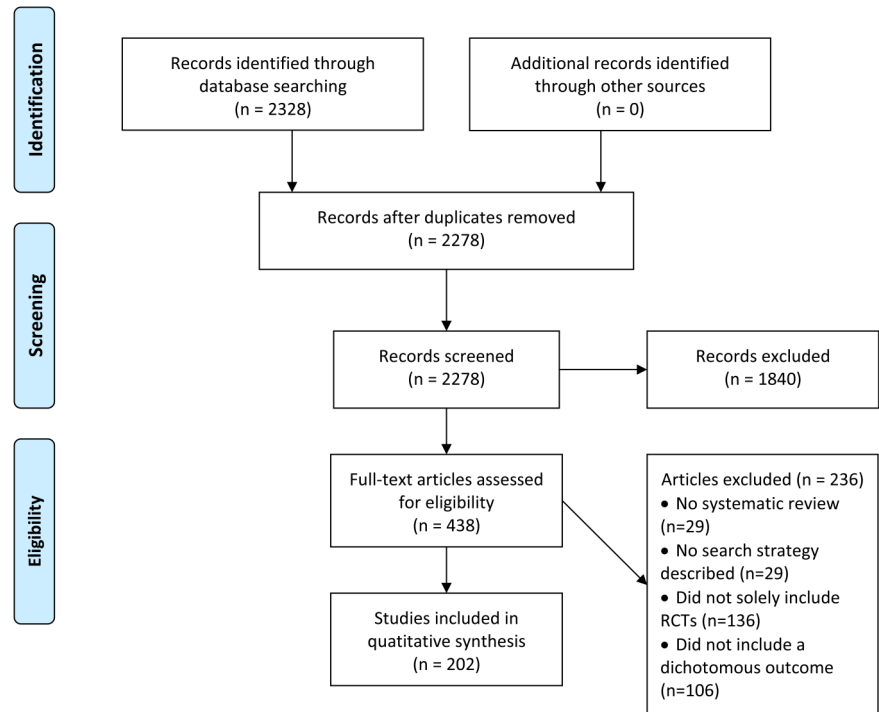 Identification
Records identified through
database searching
(n = 2328)
Additional records identified
through other sources
(n = 0)
Records after duplicates removed
(n = 2278)
Screening
Records screened
(n = 2278)
Records excluded
(n = 1840)
Eligibility
Full-text articles assessed
for eligibility
(n = 438)
Articles excluded (n = 236)
• No systematic review
(n=29)
• No search strategy
described (n=29)
• Did not solely include
RCTs (n=136)
• Did not include a
dichotomous outcome
(n=106)
Studies included in
quatitative synthesis
(n = 202)